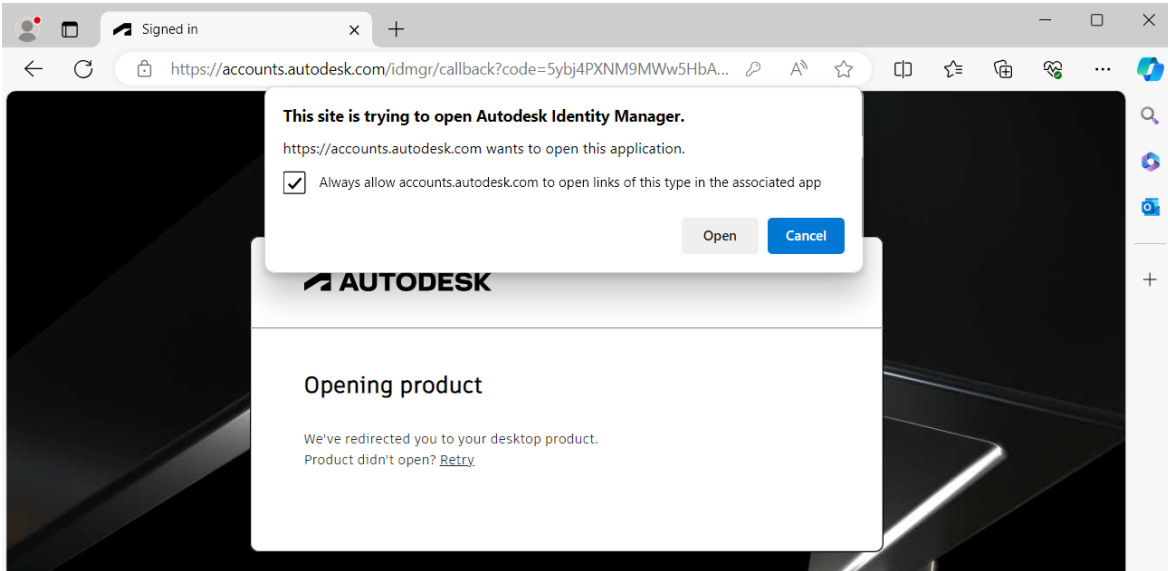 Signed in
https://accounts.autodesk.com/idmgr/callback?code=5ybj4PXNM9MWw5HbA...
This site is trying to open Autodesk Identity Manager.
https://accounts.autodesk.com wants to open this application.
Always allow accounts.autodesk.com to open links of this type in the associated app
Open Cancel
AUTODESK
Opening product
We've redirected you to your desktop product.
Product didn't open? Retry